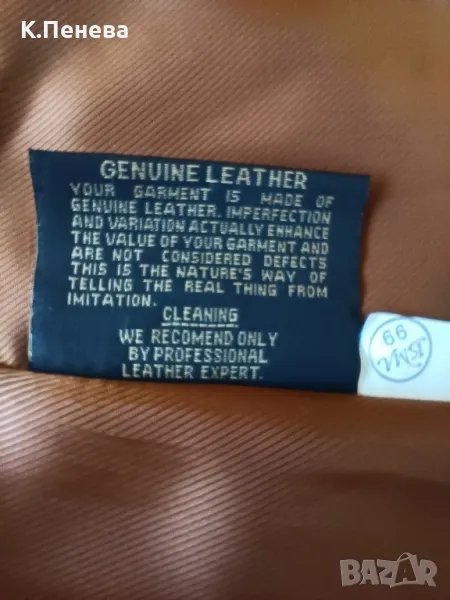 К.Пенева
GENUINE LEATHER
YOUR GARMENT IS MADE OF
GENUINE LEATHER. IMPERFECTION
AND VARIATION ACTUALLY ENHANCE
THE VALUE OF YOUR GARMENT AND
ARE NOT CONSIDERED DEFECTS
THIS IS THE NATURE'S WAY OF
TELLING THE REAL THING FROM
IMITATION.
CLEANING
WE RECOMEND ONLY
BY PROFESSIONAL
LEATHER EXPERT.
99
BAZAR